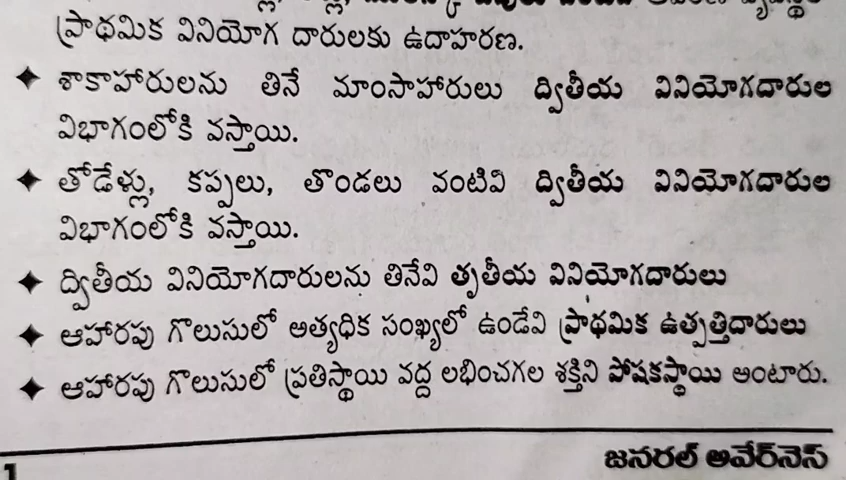 ప్రాథమిక వినియోగ దారులకు ఉదాహరణ.
✦ శాకాహారులను తినే మాంసాహారులు ద్వితీయ వినియోగదారుల
విభాగంలోకి వస్తాయి.
✦ తోడేళ్లు, కప్పలు, తొండలు వంటివి ద్వితీయ వినియోగదారుల
విభాగంలోకి వస్తాయి.
✦ ద్వితీయ వినియోగదారులను తినేవి తృతీయ వినియోగదారులు
✦ ఆహారపు గొలుసులో అత్యధిక సంఖ్యలో ఉండేవి ప్రాథమిక ఉత్పత్తిదారులు
✦ ఆహారపు గొలుసులో ప్రతిస్థాయి వద్ద లభించగల శక్తిని పోషకస్థాయి అంటారు.
1 జనరల్ అవేర్‌నెస్